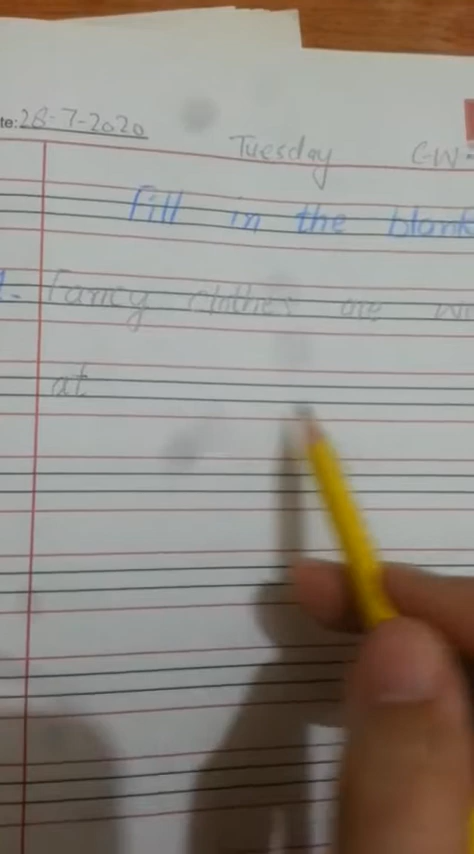 te: 28-7-2020
Tuesday C-W-
Fill in the blank
1. Fancy clothes are
at